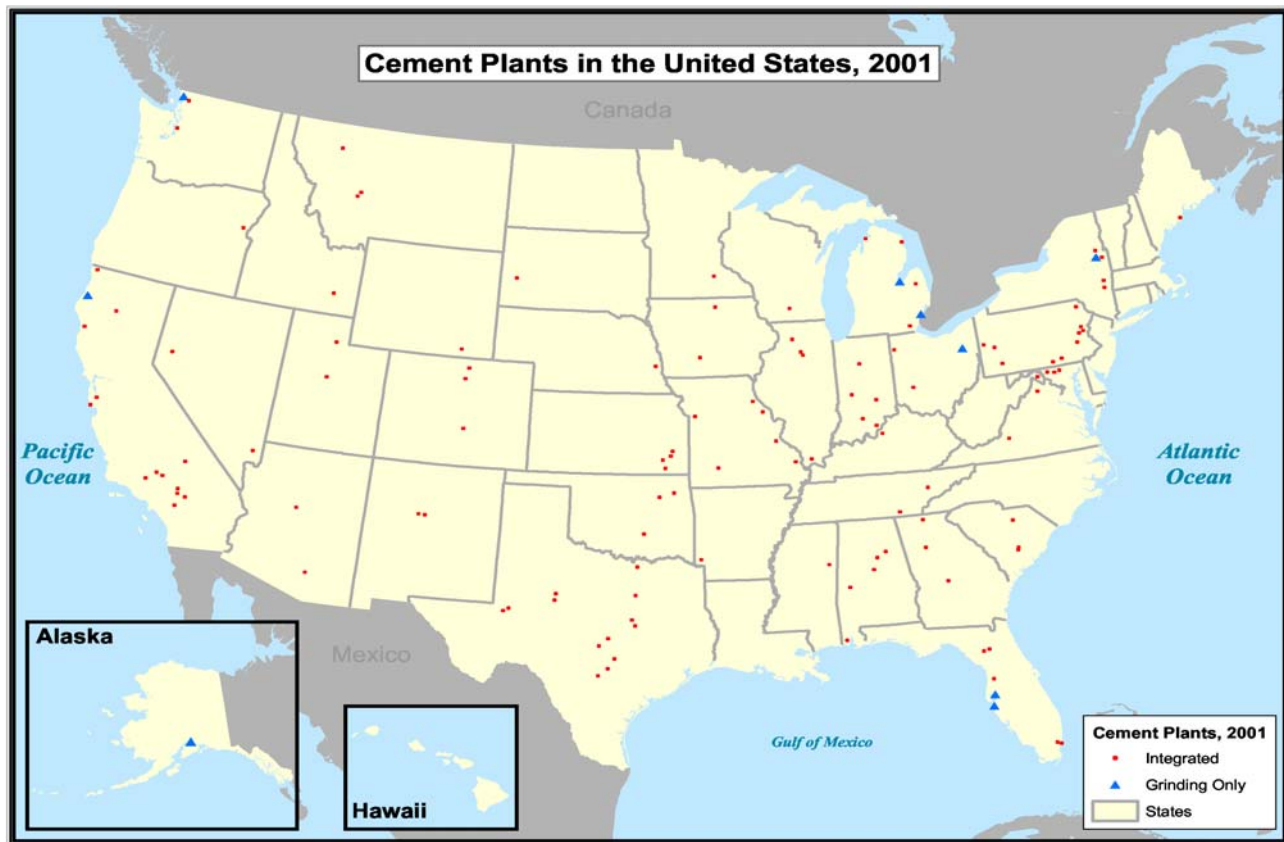 Cement Plants in the United States, 2001
Canada
Pacific
Ocean
Atlantic
Ocean
Alaska
Mexico
Hawaii
Gulf of Mexico
Cement Plants, 2001
Integrated
Grinding Only
States